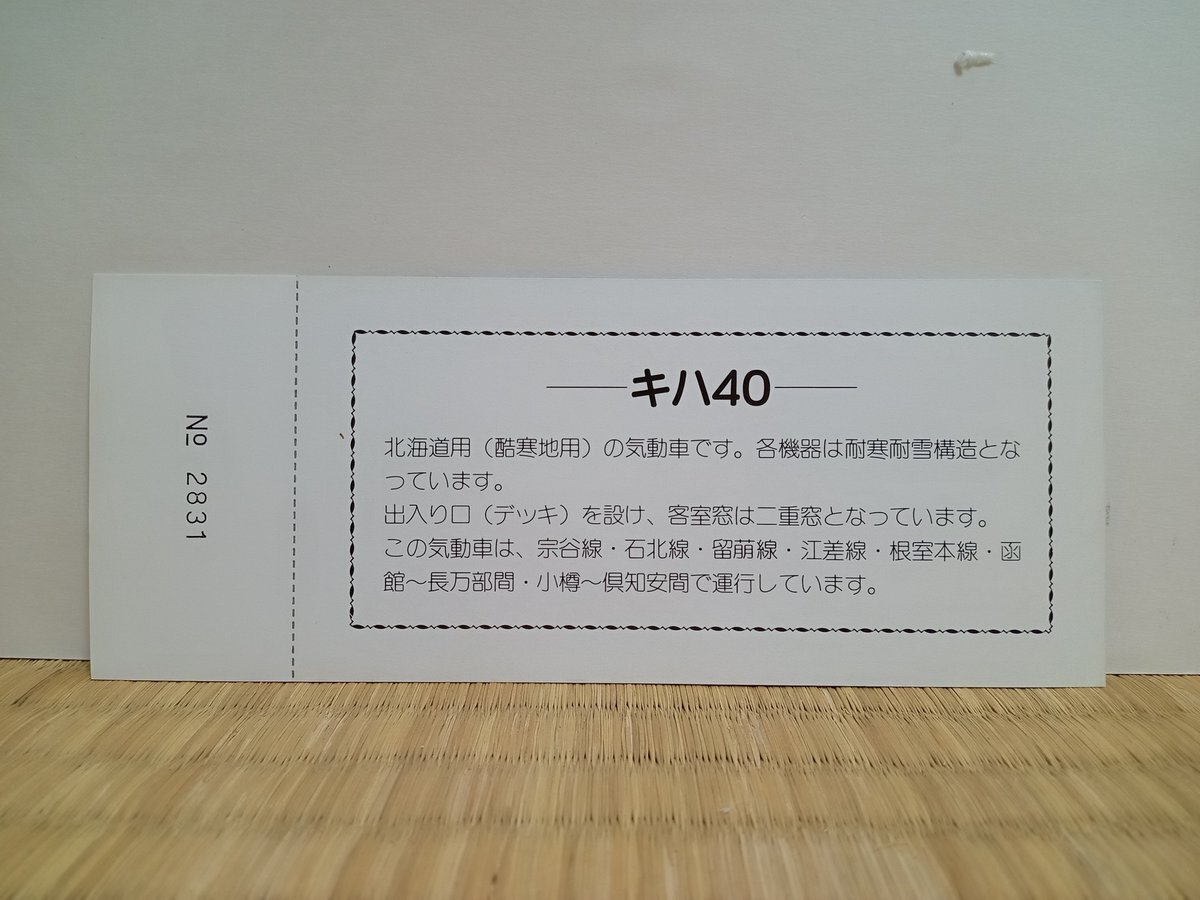 № 2831
キハ40
北海道用（酷寒地用）の気動車です。各機器は耐寒耐雪構造とな
っています。
出入り口（デッキ）を設け、客室窓は二重窓となっています。
この気動車は、宗谷線・石北線・留萌線・江差線・根室本線・函
館～長万部間・小樽～倶知安間で運行しています。